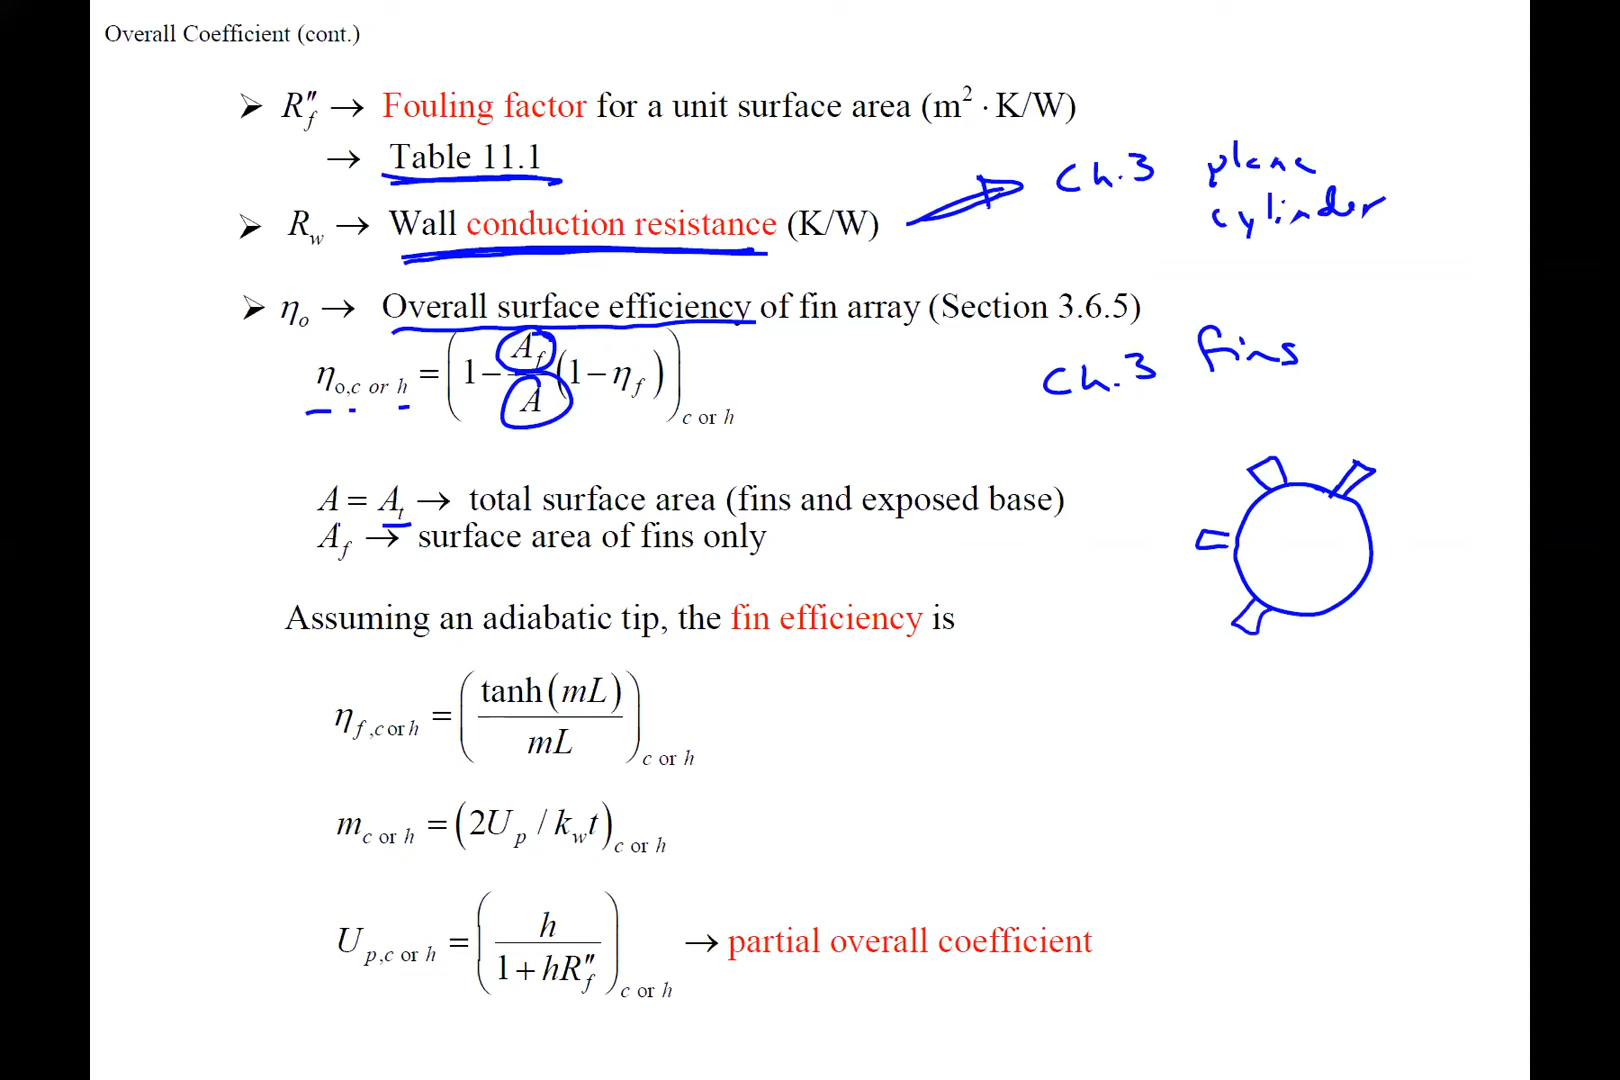 Overall Coefficient (cont.)
➢ R″f → Fouling factor for a unit surface area (m² · K/W)
→ Table 11.1
Ch.3 plane
cylinder
➢ Rw → Wall conduction resistance (K/W)
➢ ηo → Overall surface efficiency of fin array (Section 3.6.5)
ηo,c or h = (1 − Af/A (1 − ηf))c or h
Ch.3 fins
A = At → total surface area (fins and exposed base)
Af → surface area of fins only
Assuming an adiabatic tip, the fin efficiency is
ηf,c or h = (tanh(mL)/mL)c or h
mc or h = (2Up / kwt)c or h
Up,c or h = (h/(1 + hR″f))c or h → partial overall coefficient